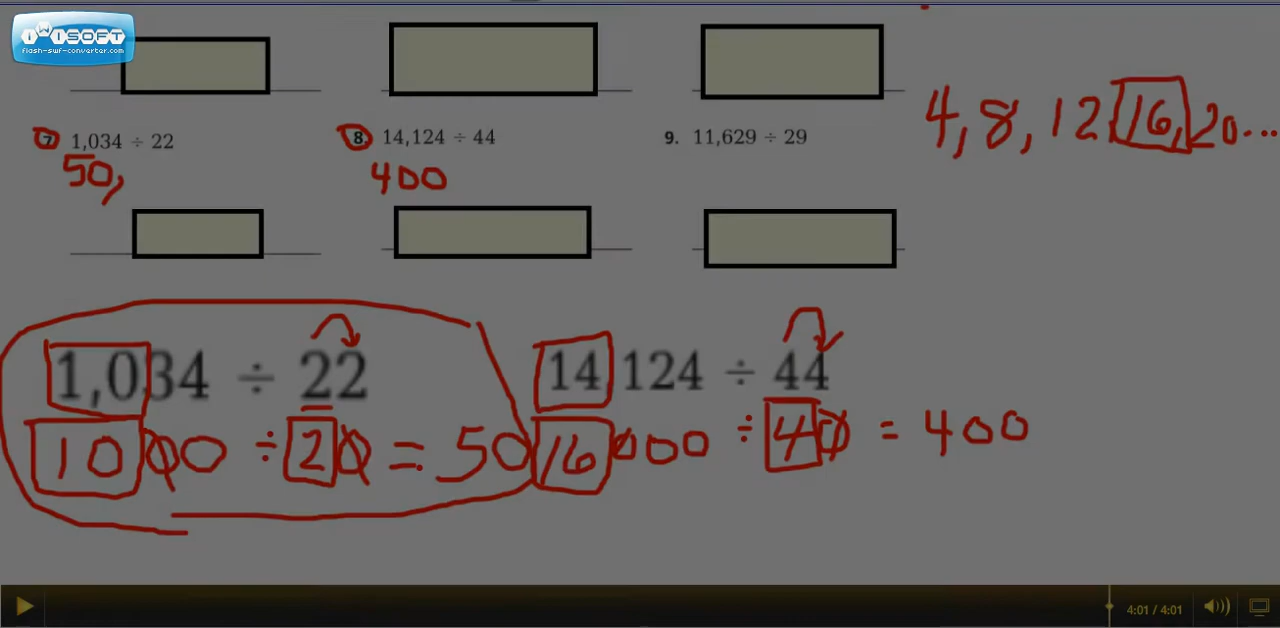 iWiSOFT
flash-swf-converter.com
4, 8, 12, 16, 20...
7 1,034 ÷ 22
8. 14,124 ÷ 44
9. 11,629 ÷ 29
50,
400
1,034 ÷ 22
14 124 ÷ 44
1000 ÷ 20 = 50
16000 ÷ 40 = 400
4:01 / 4:01